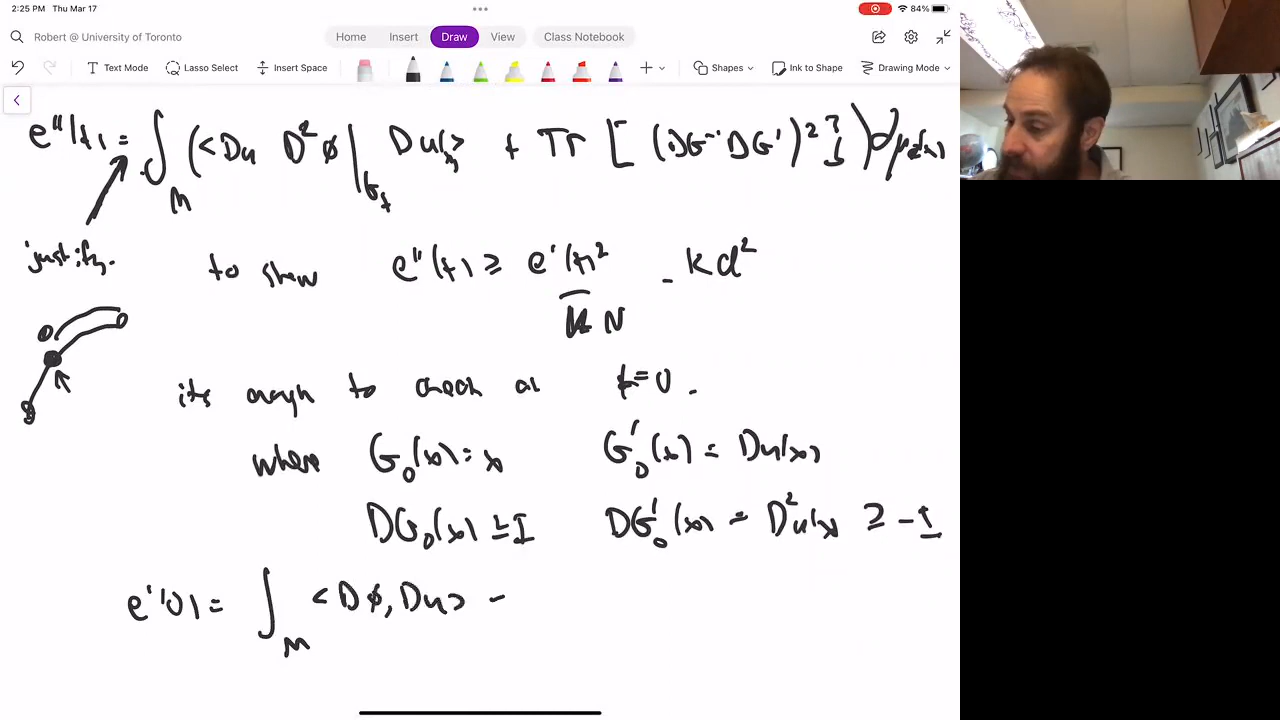 2:25 PM Thu Mar 17
84%
Robert @ University of Toronto
Home Insert Draw View Class Notebook
Text Mode Lasso Select Insert Space Shapes Ink to Shape Drawing Mode
e''(t) = ∫_M (<Du D²φ|_{G_t} Du(x)> + Tr [(DG⁻¹DG')²]) dμ_0(x)
justify.
to show e''(t) ≥ e'(t)²/N - Kd²
its enough to check at t=0.
where G_0(x) = x G'_0(x) = Du(x)
DG_0(x) = I DG'_0(x) = D²u(x) ≥ -I
e'(0) = ∫_M <Dφ, Du> -